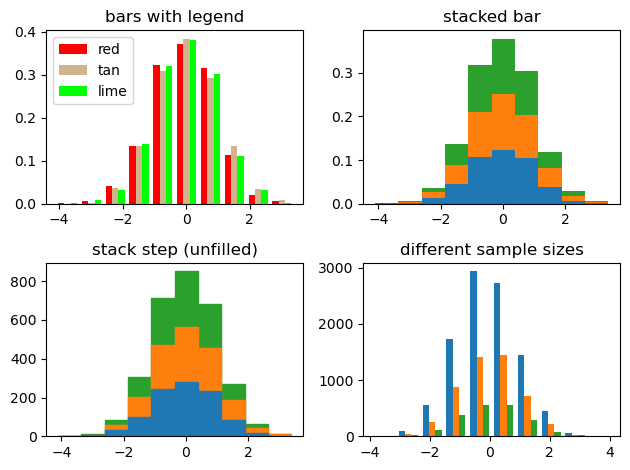 bars with legend
0.4
0.3
0.2
0.1
0.0
−4 −2 0 2
red
tan
lime
stacked bar
0.3
0.2
0.1
0.0
−4 −2 0 2
stack step (unfilled)
800
600
400
200
0
−4 −2 0 2
different sample sizes
3000
2000
1000
0
−4 −2 0 2 4